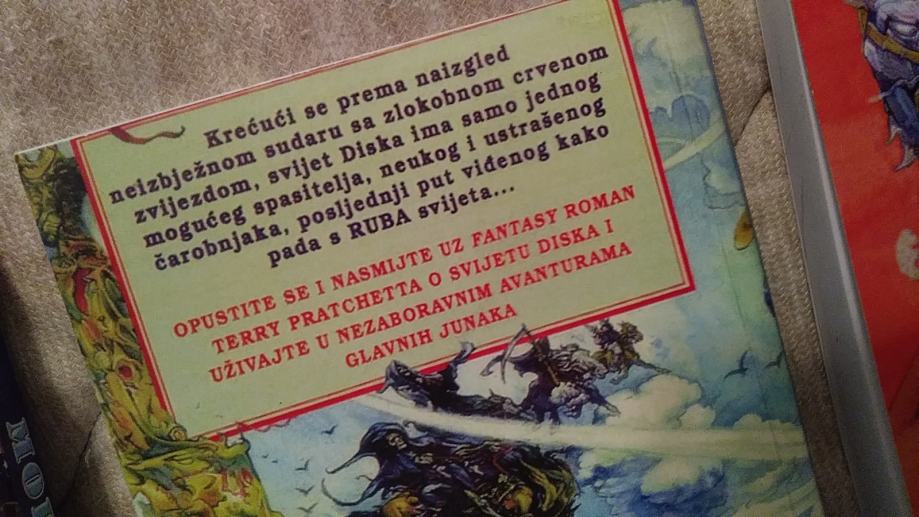 Krećući se prema naizgled
neizbježnom sudaru sa zlokobnom crvenom
zvijezdom, svijet Diska ima samo jednog
mogućeg spasitelja, neukog i ustrašenog
čarobnjaka, posljednji put viđenog kako
pada s RUBA svijeta...
OPUSTITE SE I NASMIJTE UZ FANTASY ROMAN
TERRY PRATCHETTA O SVIJETU DISKA I
UŽIVAJTE U NEZABORAVNIM AVANTURAMA
GLAVNIH JUNAKA